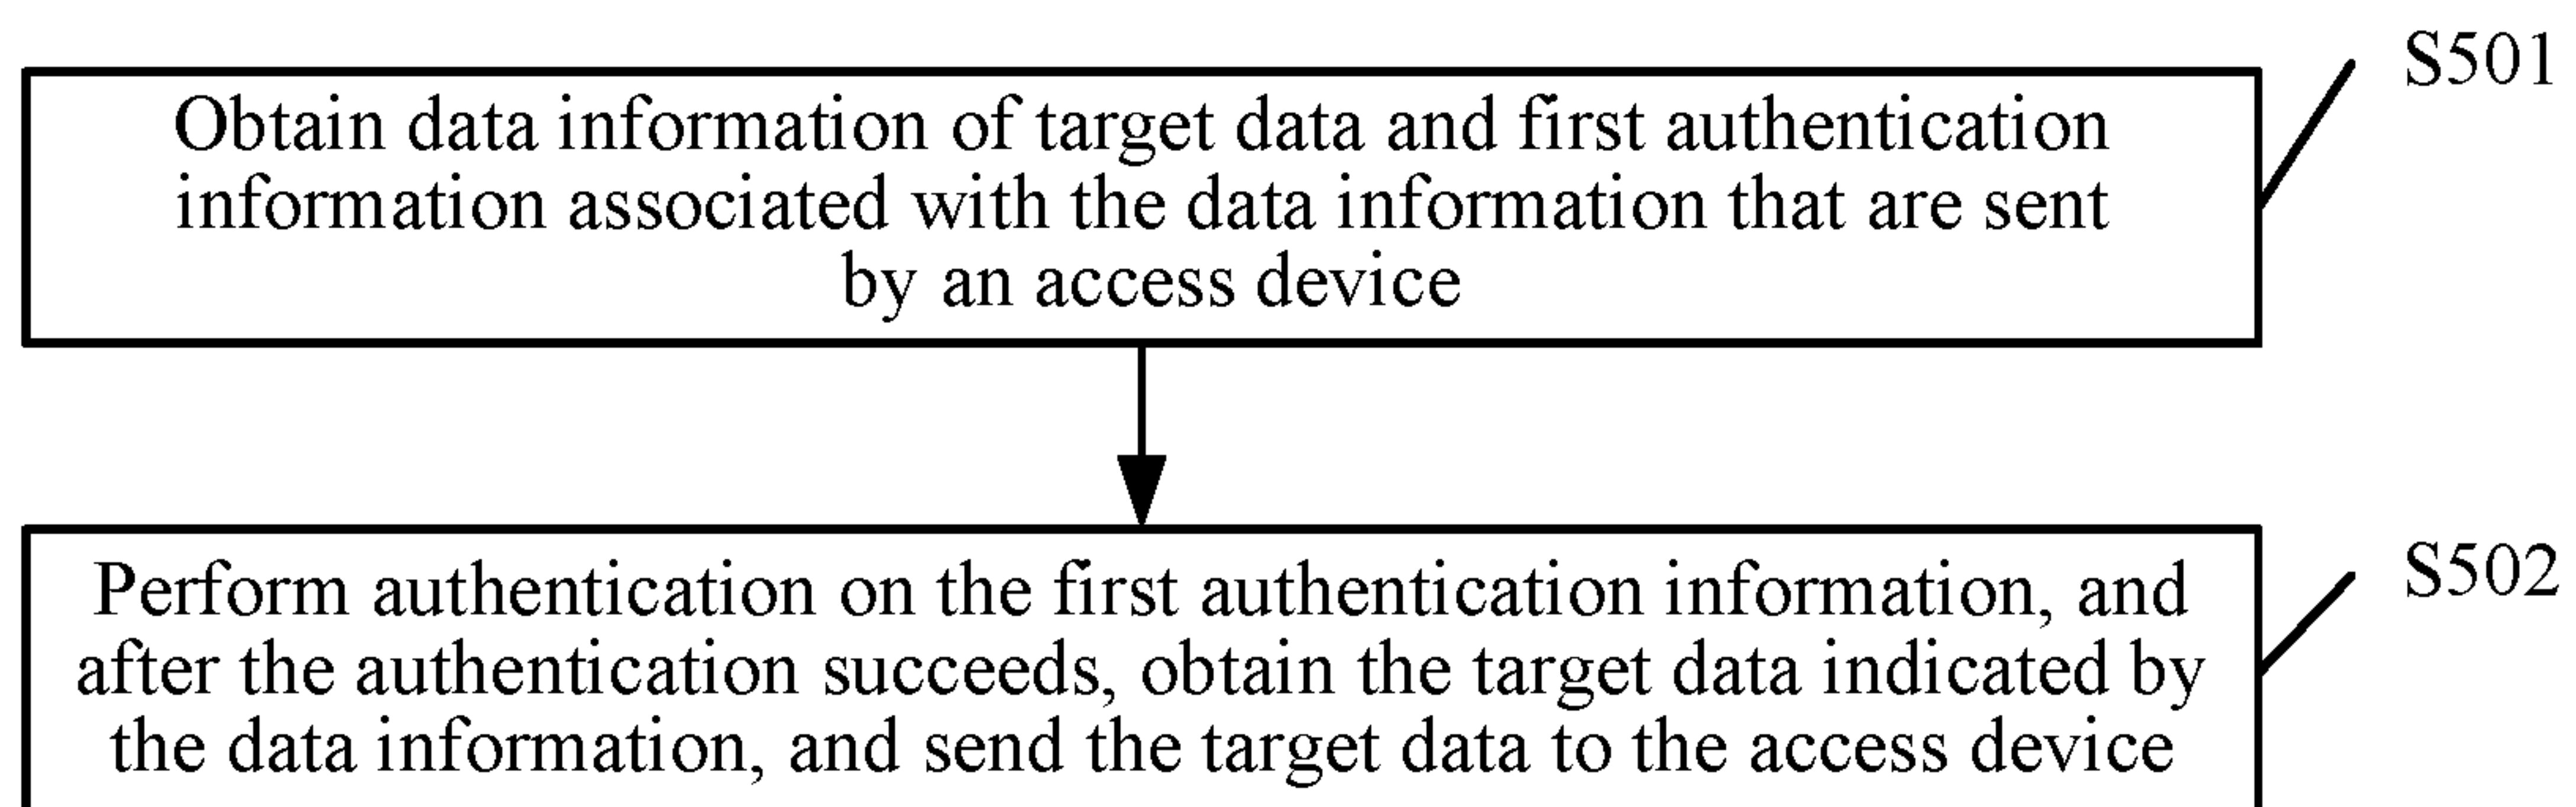 S501
Obtain data information of target data and first authentication
information associated with the data information that are sent
by an access device
S502
Perform authentication on the first authentication information, and
after the authentication succeeds, obtain the target data indicated by
the data information, and send the target data to the access device